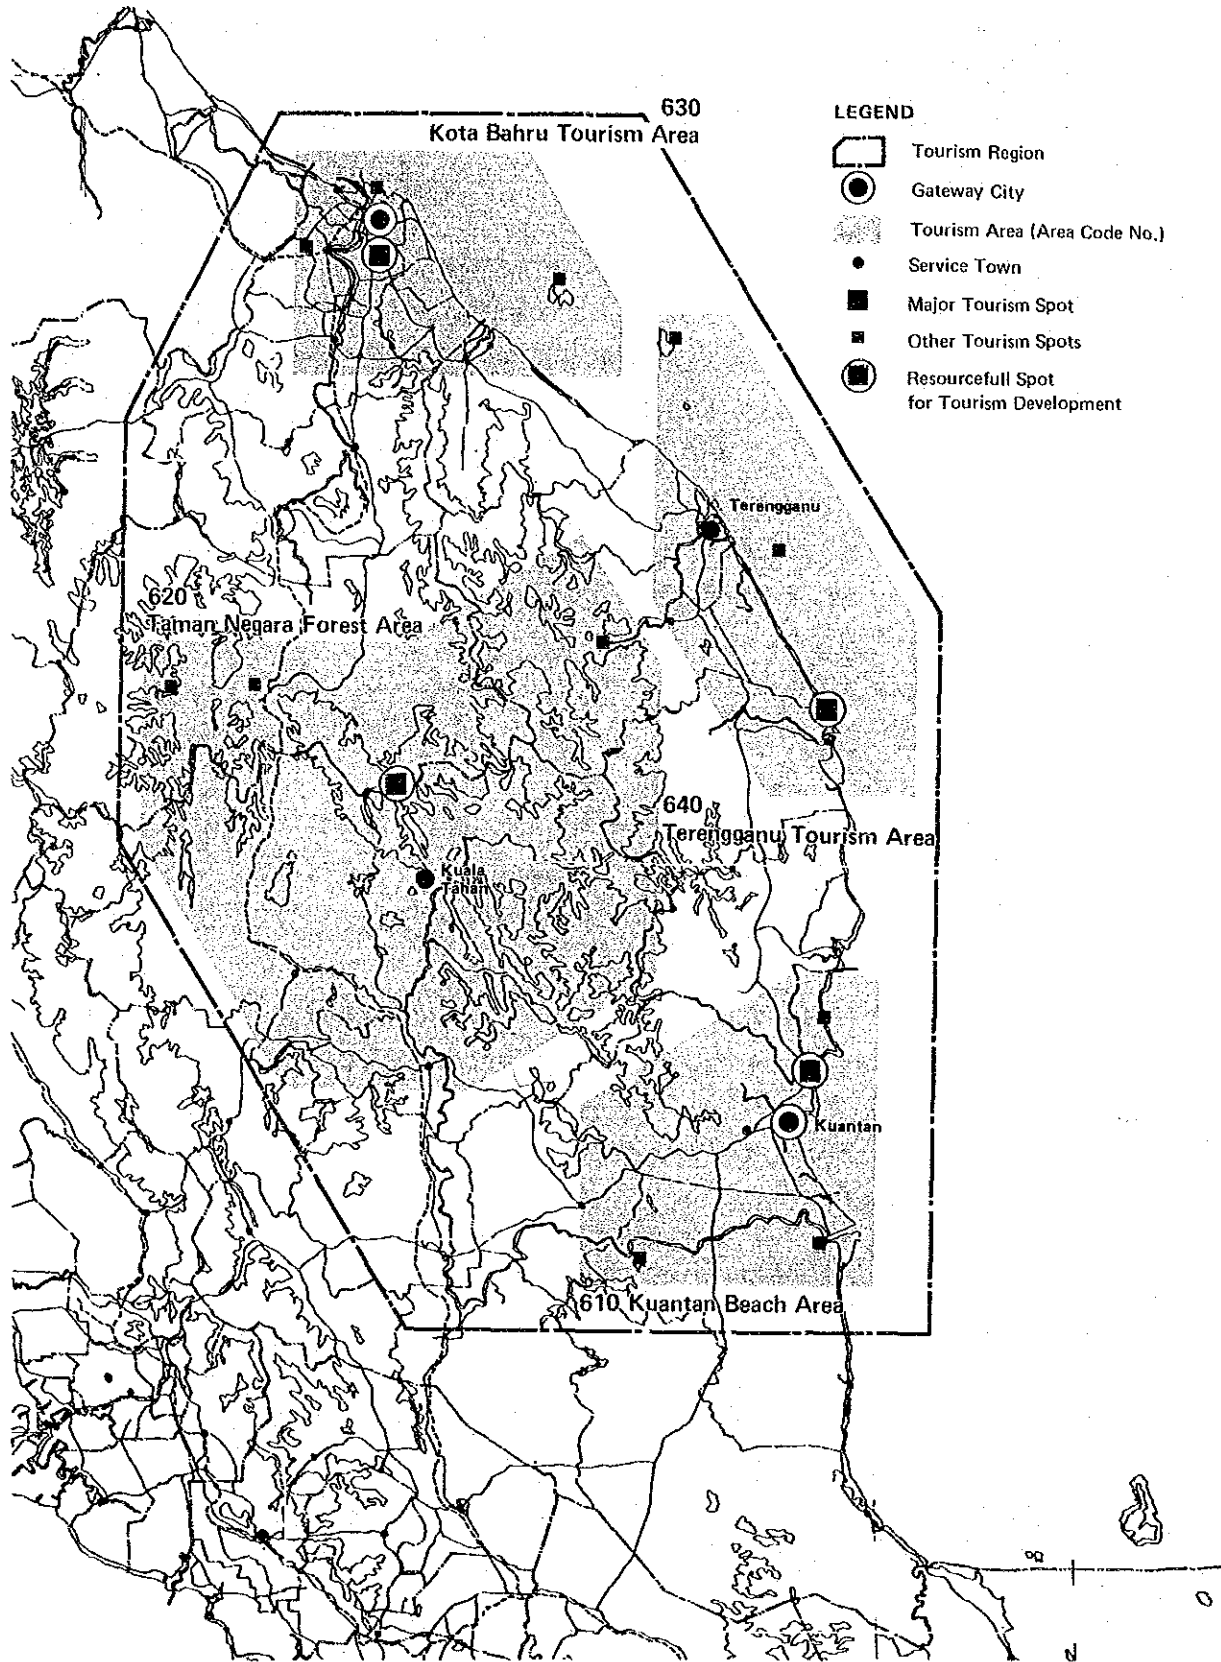 630
Kota Bahru Tourism Area
LEGEND
Tourism Region
Gateway City
Tourism Area (Area Code No.)
Service Town
Major Tourism Spot
Other Tourism Spots
Resourcefull Spot
for Tourism Development
Terengganu
620
Taman Negara Forest Area
640
Terengganu Tourism Area
Kuala
Tahan
Kuantan
610 Kuantan Beach Area